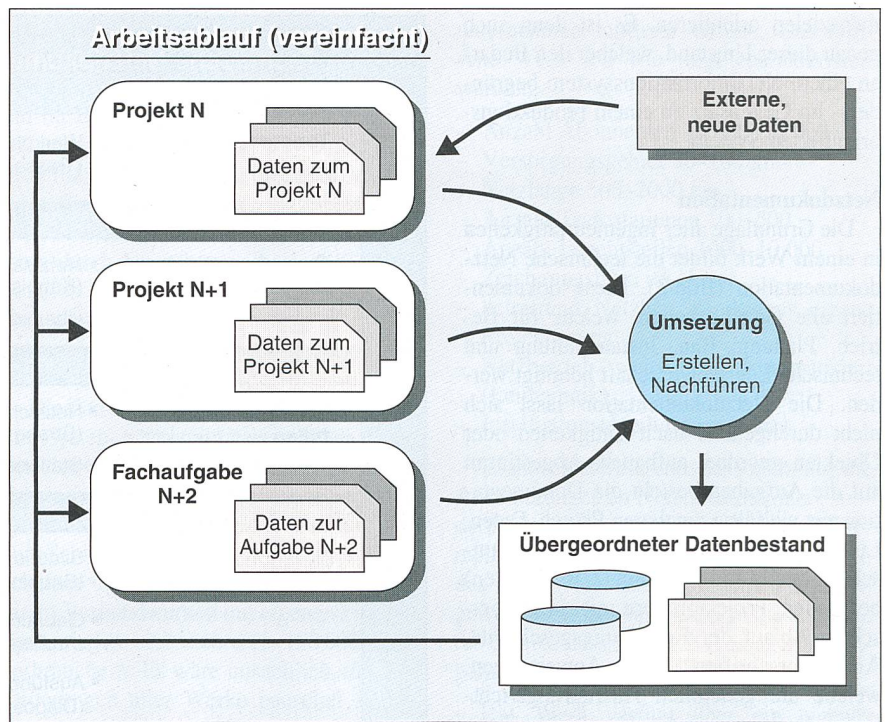 Arbeitsablauf (vereinfacht)
Projekt N
Daten zum
Projekt N
Externe,
neue Daten
Projekt N+1
Daten zum
Projekt N+1
Umsetzung
Erstellen,
Nachführen
Fachaufgabe
N+2
Daten zur
Aufgabe N+2
Übergeordneter Datenbestand